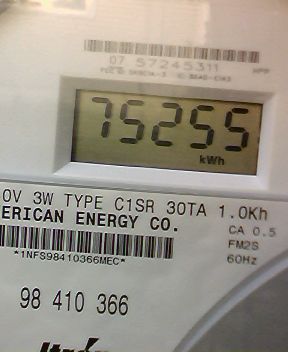 07 57245311
75255
kWh
0V 3W TYPE C1SR 30TA 1.0Kh
ERICAN ENERGY CO.
CA 0.5
FM2S
60Hz
*1NFS98410366MEC*
98 410 366
Itron